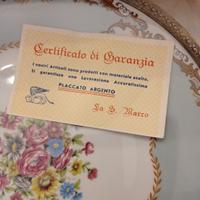 Certificato di Garanzia
I nostri Articoli sono prodotti con materiale scelto.
Si garantisce una Lavorazione Accuratissima
PLACCATO ARGENTO
La S. Marco